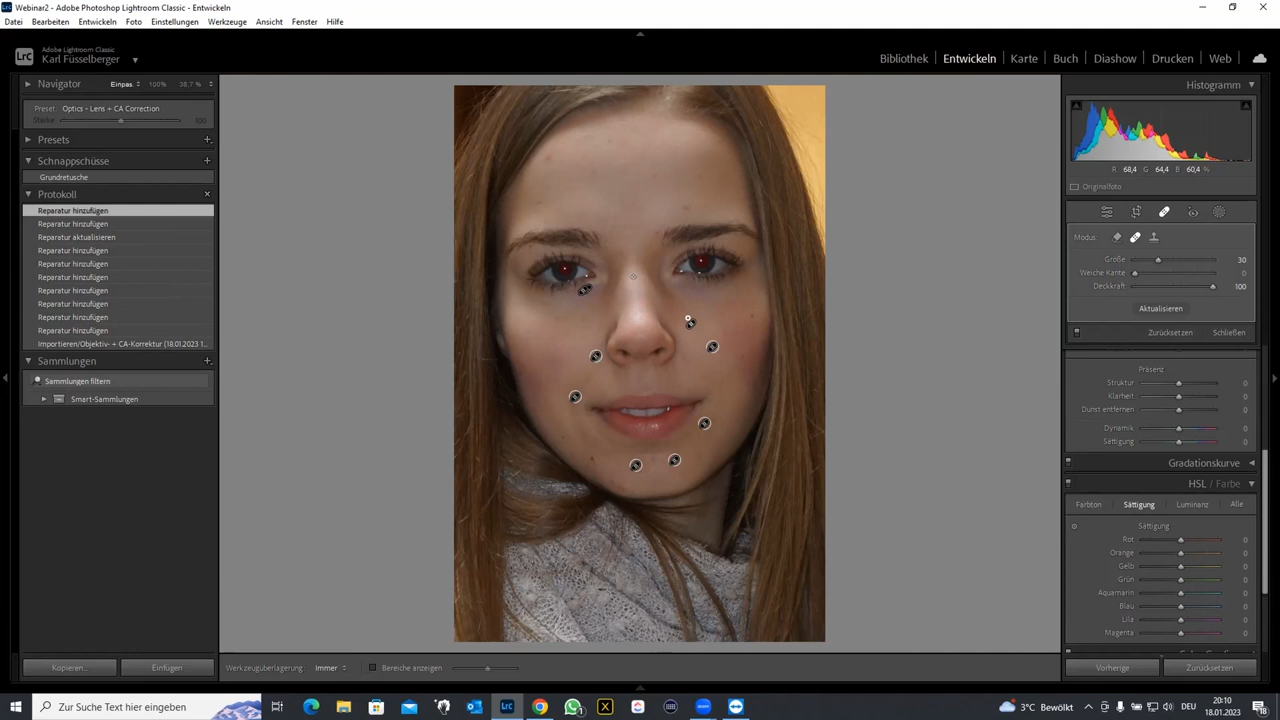 Webinar2 - Adobe Photoshop Lightroom Classic - Entwickeln
Datei Bearbeiten Entwickeln Foto Einstellungen Werkzeuge Ansicht Fenster Hilfe
Lrc
Adobe Lightroom Classic
Karl Füsselberger
Bibliothek Entwickeln Karte Buch Diashow Drucken Web
Navigator Einpas. 100% 38,7 %
Preset: Optics - Lens + CA Correction
Stärke 100
Presets
Schnappschüsse
Grundretusche
Protokoll
Reparatur hinzufügen
Reparatur hinzufügen
Reparatur aktualisieren
Reparatur hinzufügen
Reparatur hinzufügen
Reparatur hinzufügen
Reparatur hinzufügen
Reparatur hinzufügen
Reparatur hinzufügen
Reparatur hinzufügen
Importieren/Objektiv- + CA-Korrektur (18.01.2023 1...
Sammlungen
Sammlungen filtern
Smart-Sammlungen
Kopieren... Einfügen
Werkzeugüberlagerung: Immer Bereiche anzeigen
Histogramm
R 68,4 G 64,4 B 60,4 %
Originalfoto
Modus:
Größe 30
Weiche Kante 0
Deckkraft 100
Aktualisieren
Zurücksetzen Schließen
Präsenz
Struktur 0
Klarheit 0
Dunst entfernen 0
Dynamik 0
Sättigung 0
Gradationskurve
HSL / Farbe
Farbton Sättigung Luminanz Alle
Sättigung
Rot 0
Orange 0
Gelb 0
Grün 0
Aquamarin 0
Blau 0
Lila 0
Magenta 0
Vorherige Zurücksetzen
Zur Suche Text hier eingeben
Lrc
zoom
3°C Bewölkt
DEU
20:10
18.01.2023
18